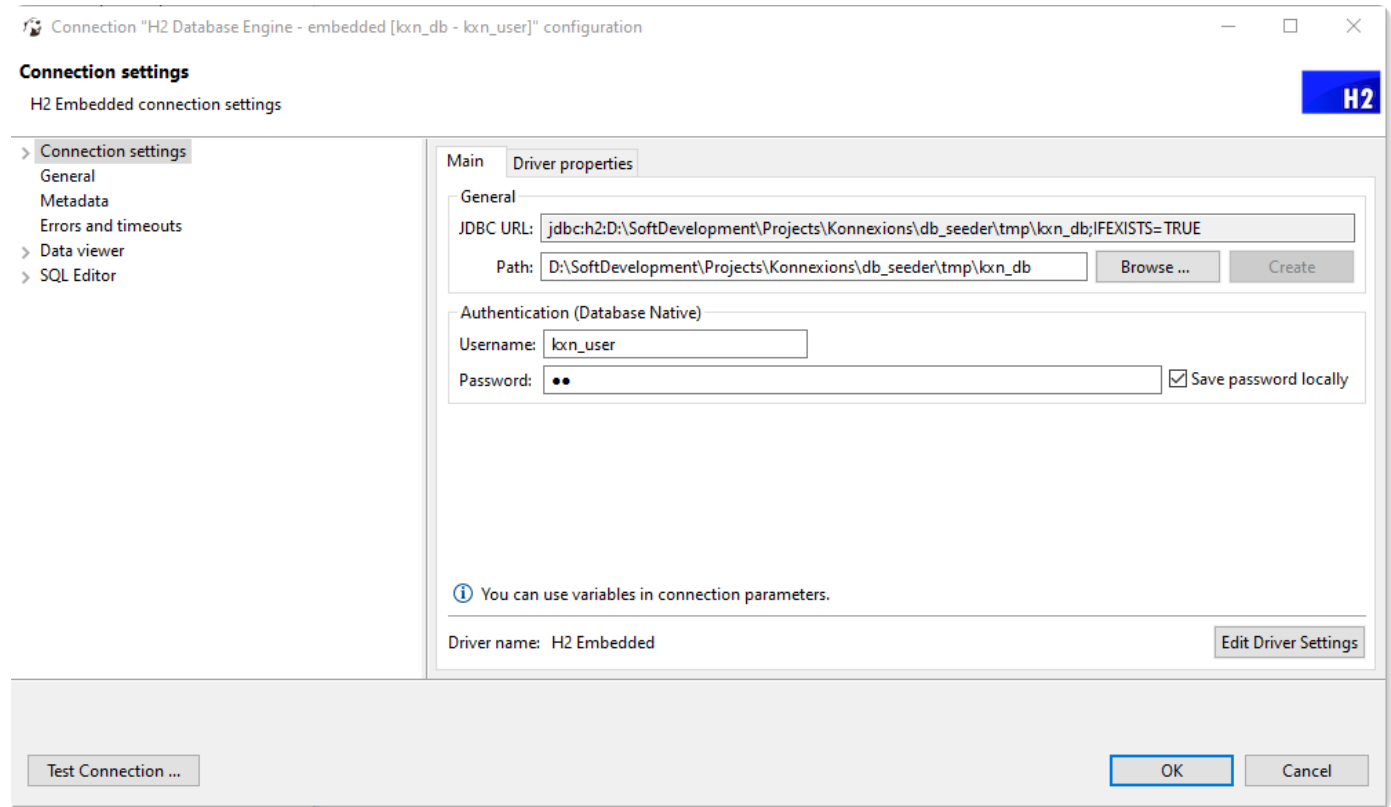 Connection "H2 Database Engine - embedded [kxn_db - kxn_user]" configuration
Connection settings
H2 Embedded connection settings
H2
Connection settings
General
Metadata
Errors and timeouts
Data viewer
SQL Editor
Main Driver properties
General
JDBC URL: jdbc:h2:D:\SoftDevelopment\Projects\Konnexions\db_seeder\tmp\kxn_db;IFEXISTS=TRUE
Path: D:\SoftDevelopment\Projects\Konnexions\db_seeder\tmp\kxn_db Browse ... Create
Authentication (Database Native)
Username: kxn_user
Password: ●● Save password locally
You can use variables in connection parameters.
Driver name: H2 Embedded Edit Driver Settings
Test Connection ... OK Cancel